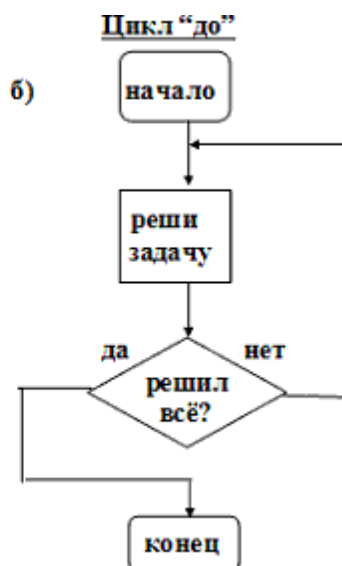 Цикл “до”
б)
начало
реши
задачу
да
нет
решил
всё?
конец